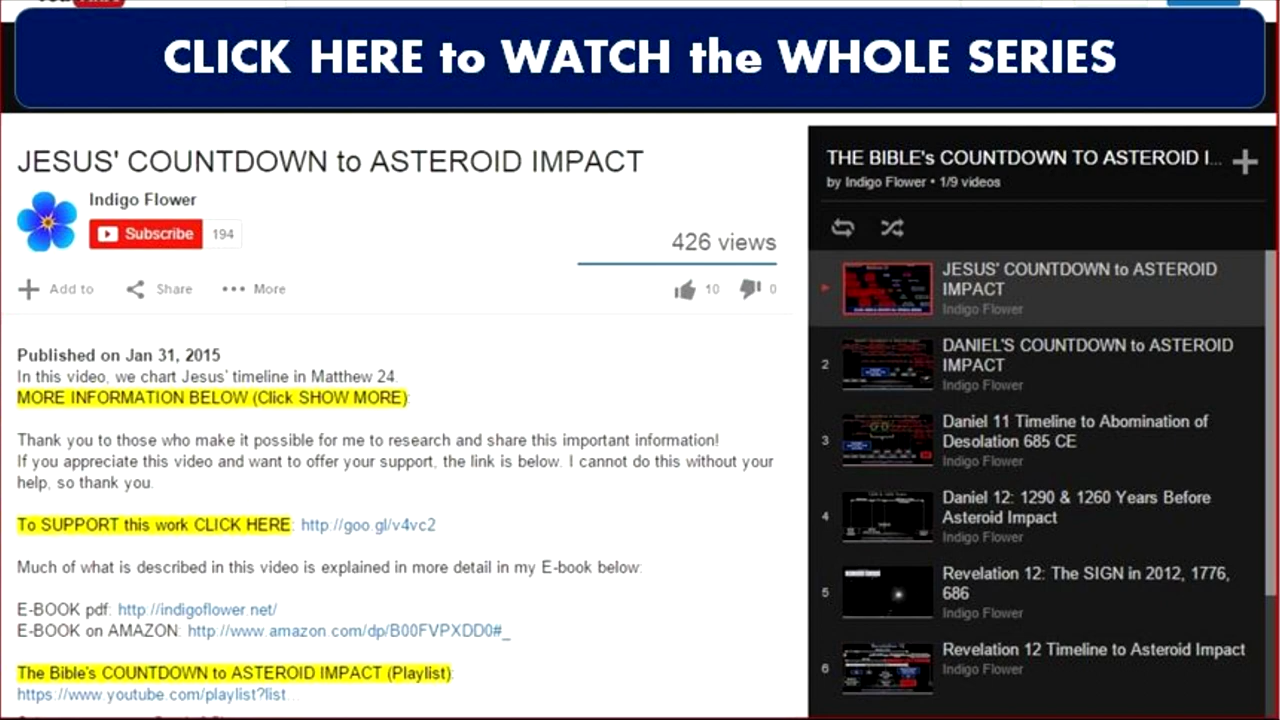 CLICK HERE to WATCH the WHOLE SERIES
JESUS' COUNTDOWN to ASTEROID IMPACT
Indigo Flower
Subscribe 194
426 views
Add to Share More
10 0
Published on Jan 31, 2015
In this video, we chart Jesus' timeline in Matthew 24.
MORE INFORMATION BELOW (Click SHOW MORE):
Thank you to those who make it possible for me to research and share this important information!
If you appreciate this video and want to offer your support, the link is below. I cannot do this without your
help, so thank you.
To SUPPORT this work CLICK HERE: http://goo.gl/v4vc2
Much of what is described in this video is explained in more detail in my E-book below:
E-BOOK pdf: http://indigoflower.net/
E-BOOK on AMAZON: http://www.amazon.com/dp/B00FVPXDD0#_
The Bible's COUNTDOWN to ASTEROID IMPACT (Playlist):
https://www.youtube.com/playlist?list...
THE BIBLE's COUNTDOWN TO ASTEROID I...
by Indigo Flower • 1/9 videos
JESUS' COUNTDOWN to ASTEROID
IMPACT
Indigo Flower
2
DANIEL'S COUNTDOWN to ASTEROID
IMPACT
Indigo Flower
3
Daniel 11 Timeline to Abomination of
Desolation 685 CE
Indigo Flower
4
Daniel 12: 1290 & 1260 Years Before
Asteroid Impact
Indigo Flower
5
Revelation 12: The SIGN in 2012, 1776,
686
Indigo Flower
6
Revelation 12 Timeline to Asteroid Impact
Indigo Flower